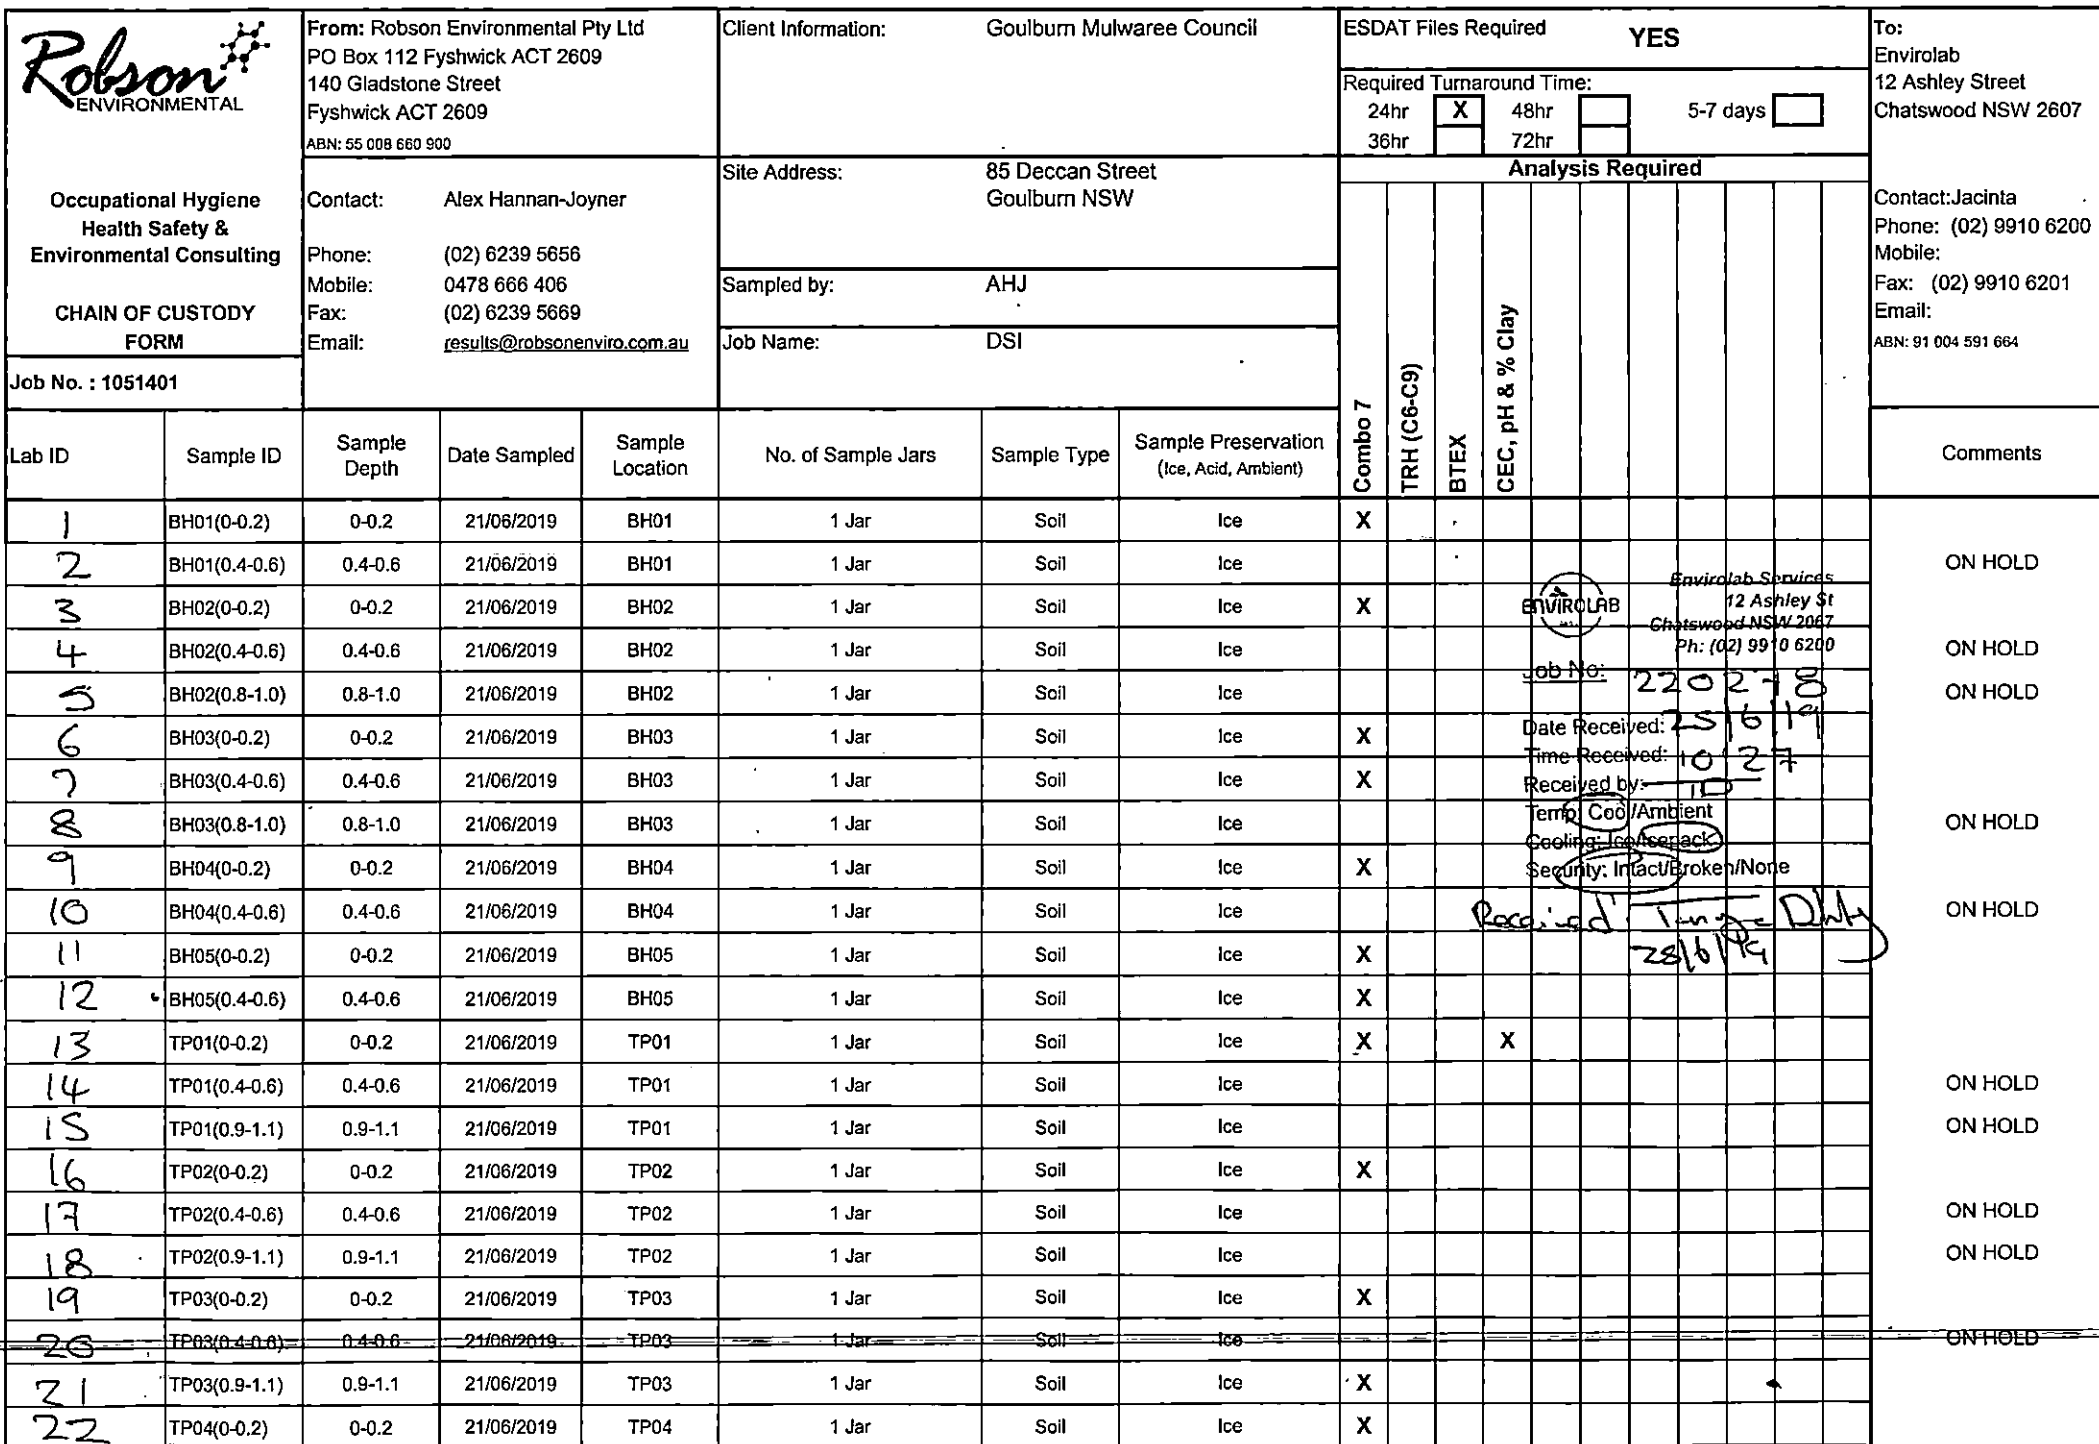 Robson
ENVIRONMENTAL
Occupational Hygiene
Health Safety &
Environmental Consulting
CHAIN OF CUSTODY
FORM
Job No. : 1051401
From: Robson Environmental Pty Ltd
PO Box 112 Fyshwick ACT 2609
140 Gladstone Street
Fyshwick ACT 2609
ABN: 55 008 660 900
Contact: Alex Hannan-Joyner
Phone: (02) 6239 5656
Mobile: 0478 666 406
Fax: (02) 6239 5669
Email: results@robsonenviro.com.au
Client Information: Goulburn Mulwaree Council
Site Address: 85 Deccan Street
Goulburn NSW
Sampled by: AHJ
Job Name: DSI
ESDAT Files Required YES
Required Turnaround Time:
24hr X 48hr 5-7 days
36hr 72hr
Analysis Required
To:
Envirolab
12 Ashley Street
Chatswood NSW 2607
Contact:Jacinta
Phone: (02) 9910 6200
Mobile:
Fax: (02) 9910 6201
Email:
ABN: 91 004 591 664
Lab ID Sample ID Sample Depth Date Sampled Sample Location No. of Sample Jars Sample Type Sample Preservation (Ice, Acid, Ambient) Combo 7 TRH (C6-C9) BTEX CEC, pH & % Clay Comments
1 BH01(0-0.2) 0-0.2 21/06/2019 BH01 1 Jar Soil Ice X
2 BH01(0.4-0.6) 0.4-0.6 21/06/2019 BH01 1 Jar Soil Ice ON HOLD
3 BH02(0-0.2) 0-0.2 21/06/2019 BH02 1 Jar Soil Ice X
4 BH02(0.4-0.6) 0.4-0.6 21/06/2019 BH02 1 Jar Soil Ice ON HOLD
5 BH02(0.8-1.0) 0.8-1.0 21/06/2019 BH02 1 Jar Soil Ice ON HOLD
6 BH03(0-0.2) 0-0.2 21/06/2019 BH03 1 Jar Soil Ice X
7 BH03(0.4-0.6) 0.4-0.6 21/06/2019 BH03 1 Jar Soil Ice X
8 BH03(0.8-1.0) 0.8-1.0 21/06/2019 BH03 1 Jar Soil Ice ON HOLD
9 BH04(0-0.2) 0-0.2 21/06/2019 BH04 1 Jar Soil Ice X
10 BH04(0.4-0.6) 0.4-0.6 21/06/2019 BH04 1 Jar Soil Ice ON HOLD
11 BH05(0-0.2) 0-0.2 21/06/2019 BH05 1 Jar Soil Ice X
12 BH05(0.4-0.6) 0.4-0.6 21/06/2019 BH05 1 Jar Soil Ice X
13 TP01(0-0.2) 0-0.2 21/06/2019 TP01 1 Jar Soil Ice X X
14 TP01(0.4-0.6) 0.4-0.6 21/06/2019 TP01 1 Jar Soil Ice ON HOLD
15 TP01(0.9-1.1) 0.9-1.1 21/06/2019 TP01 1 Jar Soil Ice ON HOLD
16 TP02(0-0.2) 0-0.2 21/06/2019 TP02 1 Jar Soil Ice X
17 TP02(0.4-0.6) 0.4-0.6 21/06/2019 TP02 1 Jar Soil Ice ON HOLD
18 TP02(0.9-1.1) 0.9-1.1 21/06/2019 TP02 1 Jar Soil Ice ON HOLD
19 TP03(0-0.2) 0-0.2 21/06/2019 TP03 1 Jar Soil Ice X
20 TP03(0.4-0.6) 0.4-0.6 21/06/2019 TP03 1 Jar Soil Ice ON HOLD
21 TP03(0.9-1.1) 0.9-1.1 21/06/2019 TP03 1 Jar Soil Ice X
22 TP04(0-0.2) 0-0.2 21/06/2019 TP04 1 Jar Soil Ice X
ENVIROLAB
Envirolab Services
12 Ashley St
Chatswood NSW 2067
Ph: (02) 9910 6200
Job No: 220278
Date Received: 25/6/19
Time Received: 10 27
Received by:
Temp: Cool/Ambient
Cooling: Ice/Icepack
Security: Intact/Broken/None
Received
28/6/19